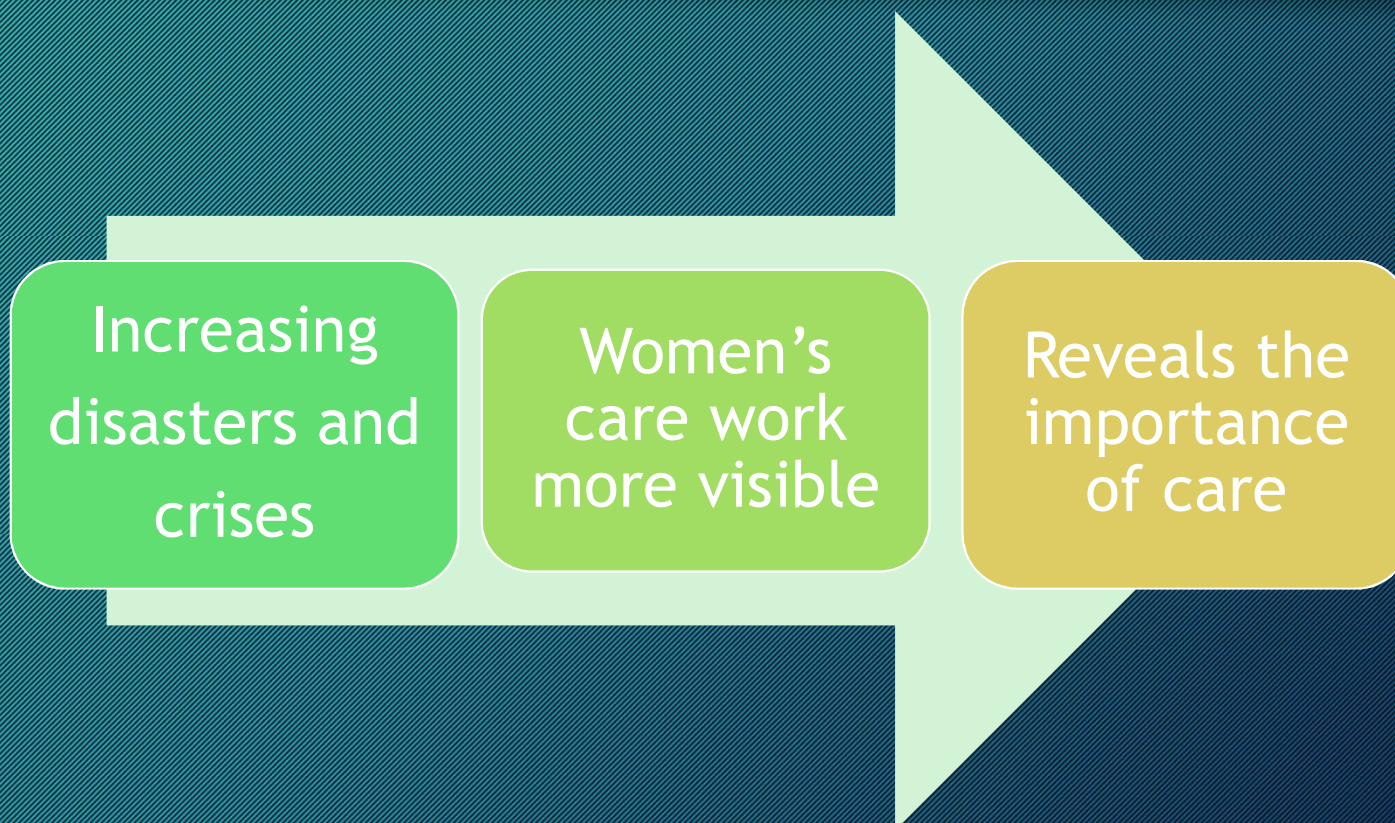 Increasing
disasters and
crises
Women’s
care work
more visible
Reveals the
importance
of care